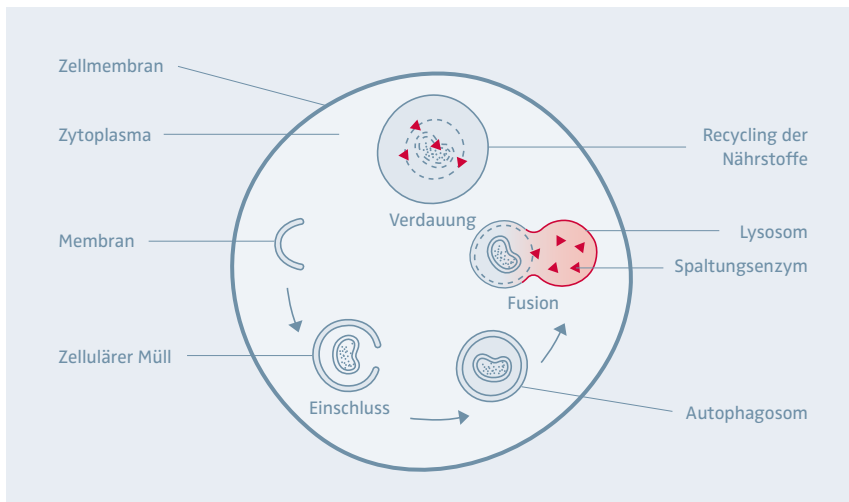 Zellmembran
Zytoplasma
Recycling der
Nährstoffe
Verdauung
Membran
Lysosom
Spaltungsenzym
Fusion
Zellulärer Müll
Einschluss
Autophagosom